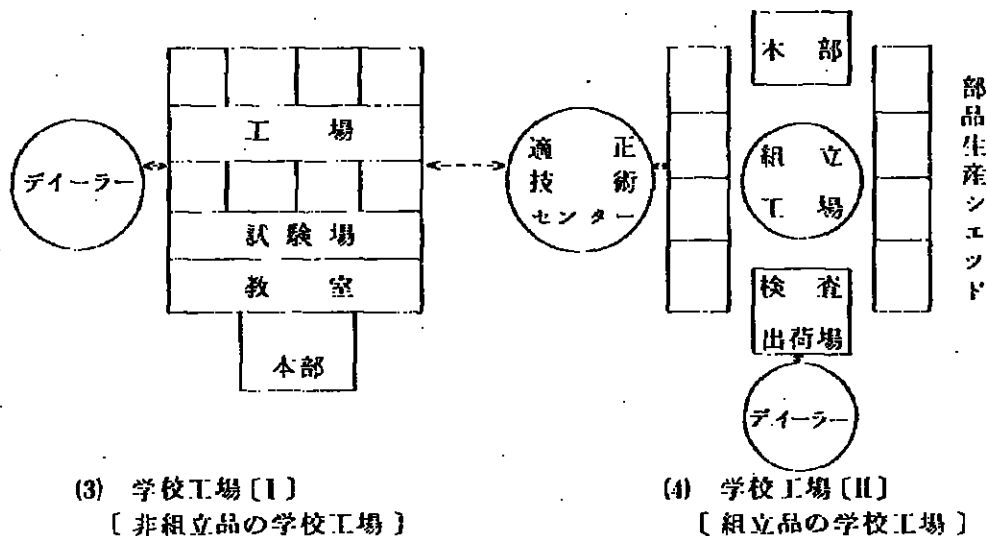 工場
デイーラー
試験場
教室
本部
適正
技術
センター
本部
組立
工場
検査
出荷場
デイーラー
部品生産シェッド
(3) 学校工場〔I〕
〔非組立品の学校工場〕
(4) 学校工場〔II〕
〔組立品の学校工場〕